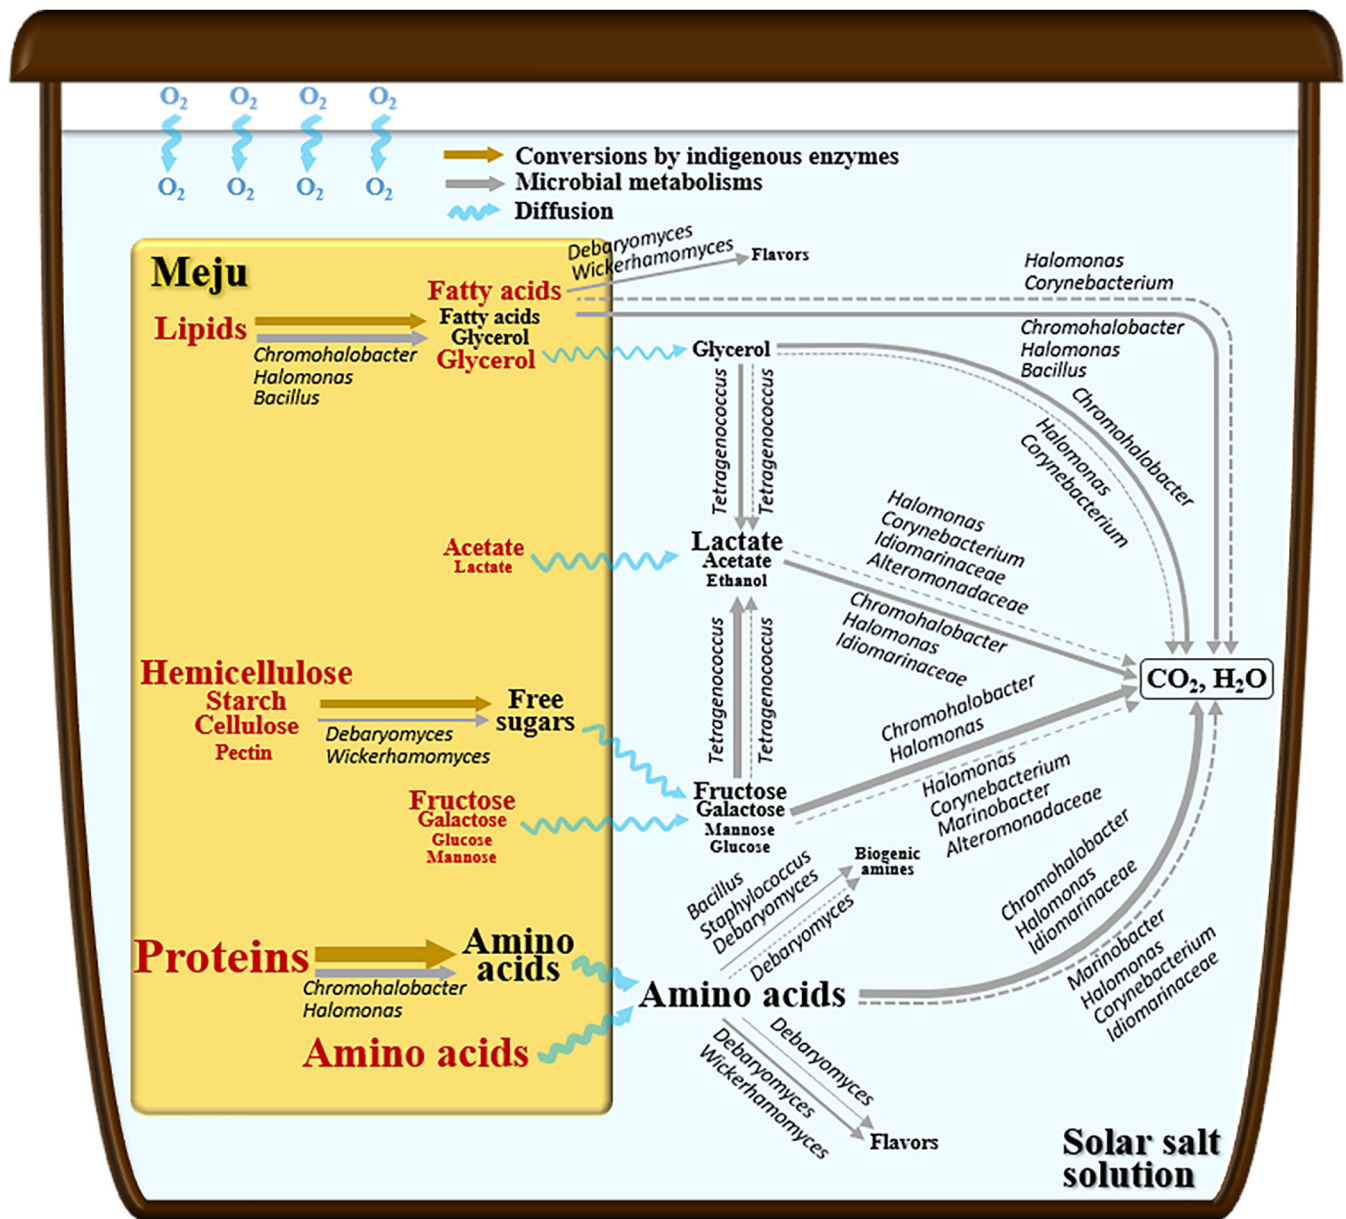 O2 O2 O2 O2
O2 O2 O2 O2
Conversions by indigenous enzymes
Microbial metabolisms
Diffusion
Meju
Debaryomyces
Wickerhamomyces
Flavors
Lipids
Chromohalobacter
Halomonas
Bacillus
Fatty acids
Fatty acids
Glycerol
Glycerol
Glycerol
Halomonas
Corynebacterium
Chromohalobacter
Halomonas
Bacillus
Chromohalobacter
Halomonas
Corynebacterium
Tetragenococcus
Tetragenococcus
Acetate
Lactate
Lactate
Acetate
Ethanol
Halomonas
Corynebacterium
Idiomarinaceae
Alteromonadaceae
Chromohalobacter
Halomonas
Idiomarinaceae
CO2, H2O
Tetragenococcus
Tetragenococcus
Hemicellulose
Starch
Cellulose
Pectin
Debaryomyces
Wickerhamomyces
Free
sugars
Fructose
Galactose
Glucose
Mannose
Fructose
Galactose
Mannose
Glucose
Chromohalobacter
Halomonas
Halomonas
Corynebacterium
Marinobacter
Alteromonadaceae
Bacillus
Staphylococcus
Debaryomyces
Debaryomyces
Biogenic
amines
Chromohalobacter
Halomonas
Idiomarinaceae
Marinobacter
Halomonas
Corynebacterium
Idiomarinaceae
Proteins
Chromohalobacter
Halomonas
Amino
acids
Amino acids
Amino acids
Debaryomyces
Debaryomyces
Wickerhamomyces
Flavors
Solar salt
solution